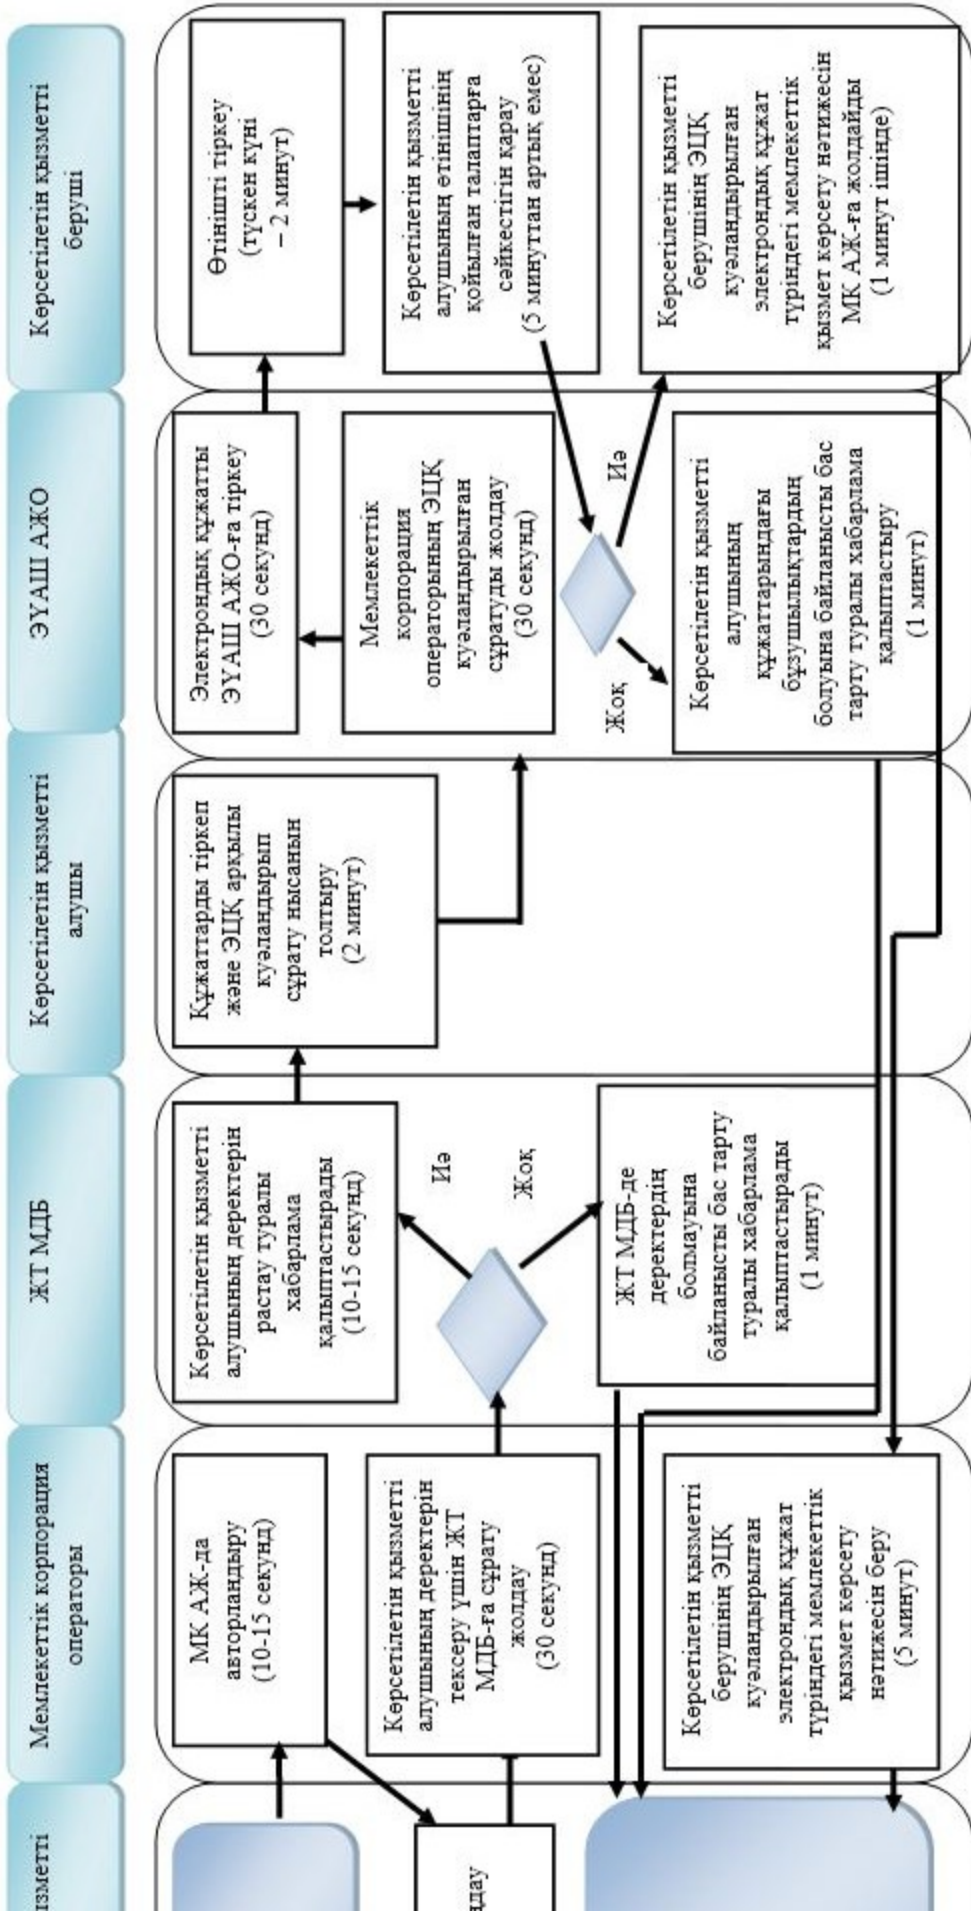 ызметті
Мемлекеттік корпорация
операторы
ЖТ МДБ
Көрсетілетін қызметті
алушы
ЭҮАШ АЖО
Көрсетілетін қызметті
беруші
ндау
МК АЖ-да
авторландыру
(10-15 секунд)
Көрсетілетін қызметті
алушының деректерін
тексеру үшін ЖТ
МДБ-ға сұрату
жолдау
(30 секунд)
Көрсетілетін қызметті
берушінің ЭЦҚ
куәландырылған
электрондық құжат
түріндегі мемлекеттік
қызмет көрсету
нәтижесін беру
(5 минут)
Көрсетілетін қызметті
алушының деректерін
растау туралы
хабарлама
қалыптастырады
(10-15 секунд)
Иә
Жоқ
ЖТ МДБ-де
деректердің
болмауына
байланысты бас тарту
туралы хабарлама
қалыптастырады
(1 минут)
Құжаттарды тіркеп
және ЭЦҚ арқылы
куәландырып
сұрату нысанын
толтыру
(2 минут)
Электрондық құжатты
ЭҮАШ АЖО-ға тіркеу
(30 секунд)
Мемлекеттік
корпорация
операторының ЭЦҚ
куәландырылған
сұратуды жолдау
(30 секунд)
Иә
Жоқ
Көрсетілетін қызметті
алушының
құжаттарындағы
бұзушылықтардың
болуына байланысты бас
тарту туралы хабарлама
қалыптастыру
(1 минут)
Өтінішті тіркеу
(түскен күні
– 2 минут)
Көрсетілетін қызметті
алушының өтінішінің
қойылған талаптарға
сәйкестігін қарау
(5 минуттан артық емес)
Көрсетілетін қызметті
берушінің ЭЦҚ
куәландырылған
электрондық құжат
түріндегі мемлекеттік
қызмет көрсету нәтижесін
МК АЖ-ға жолдайды
(1 минут ішінде)